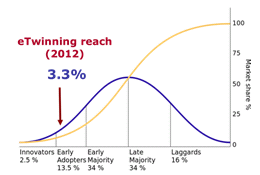 eTwinning reach
(2012)
3.3%
100
75
50
25
0
Market share %
Innovators
2.5 %
Early
Adopters
13.5 %
Early
Majority
34 %
Late
Majority
34 %
Laggards
16 %